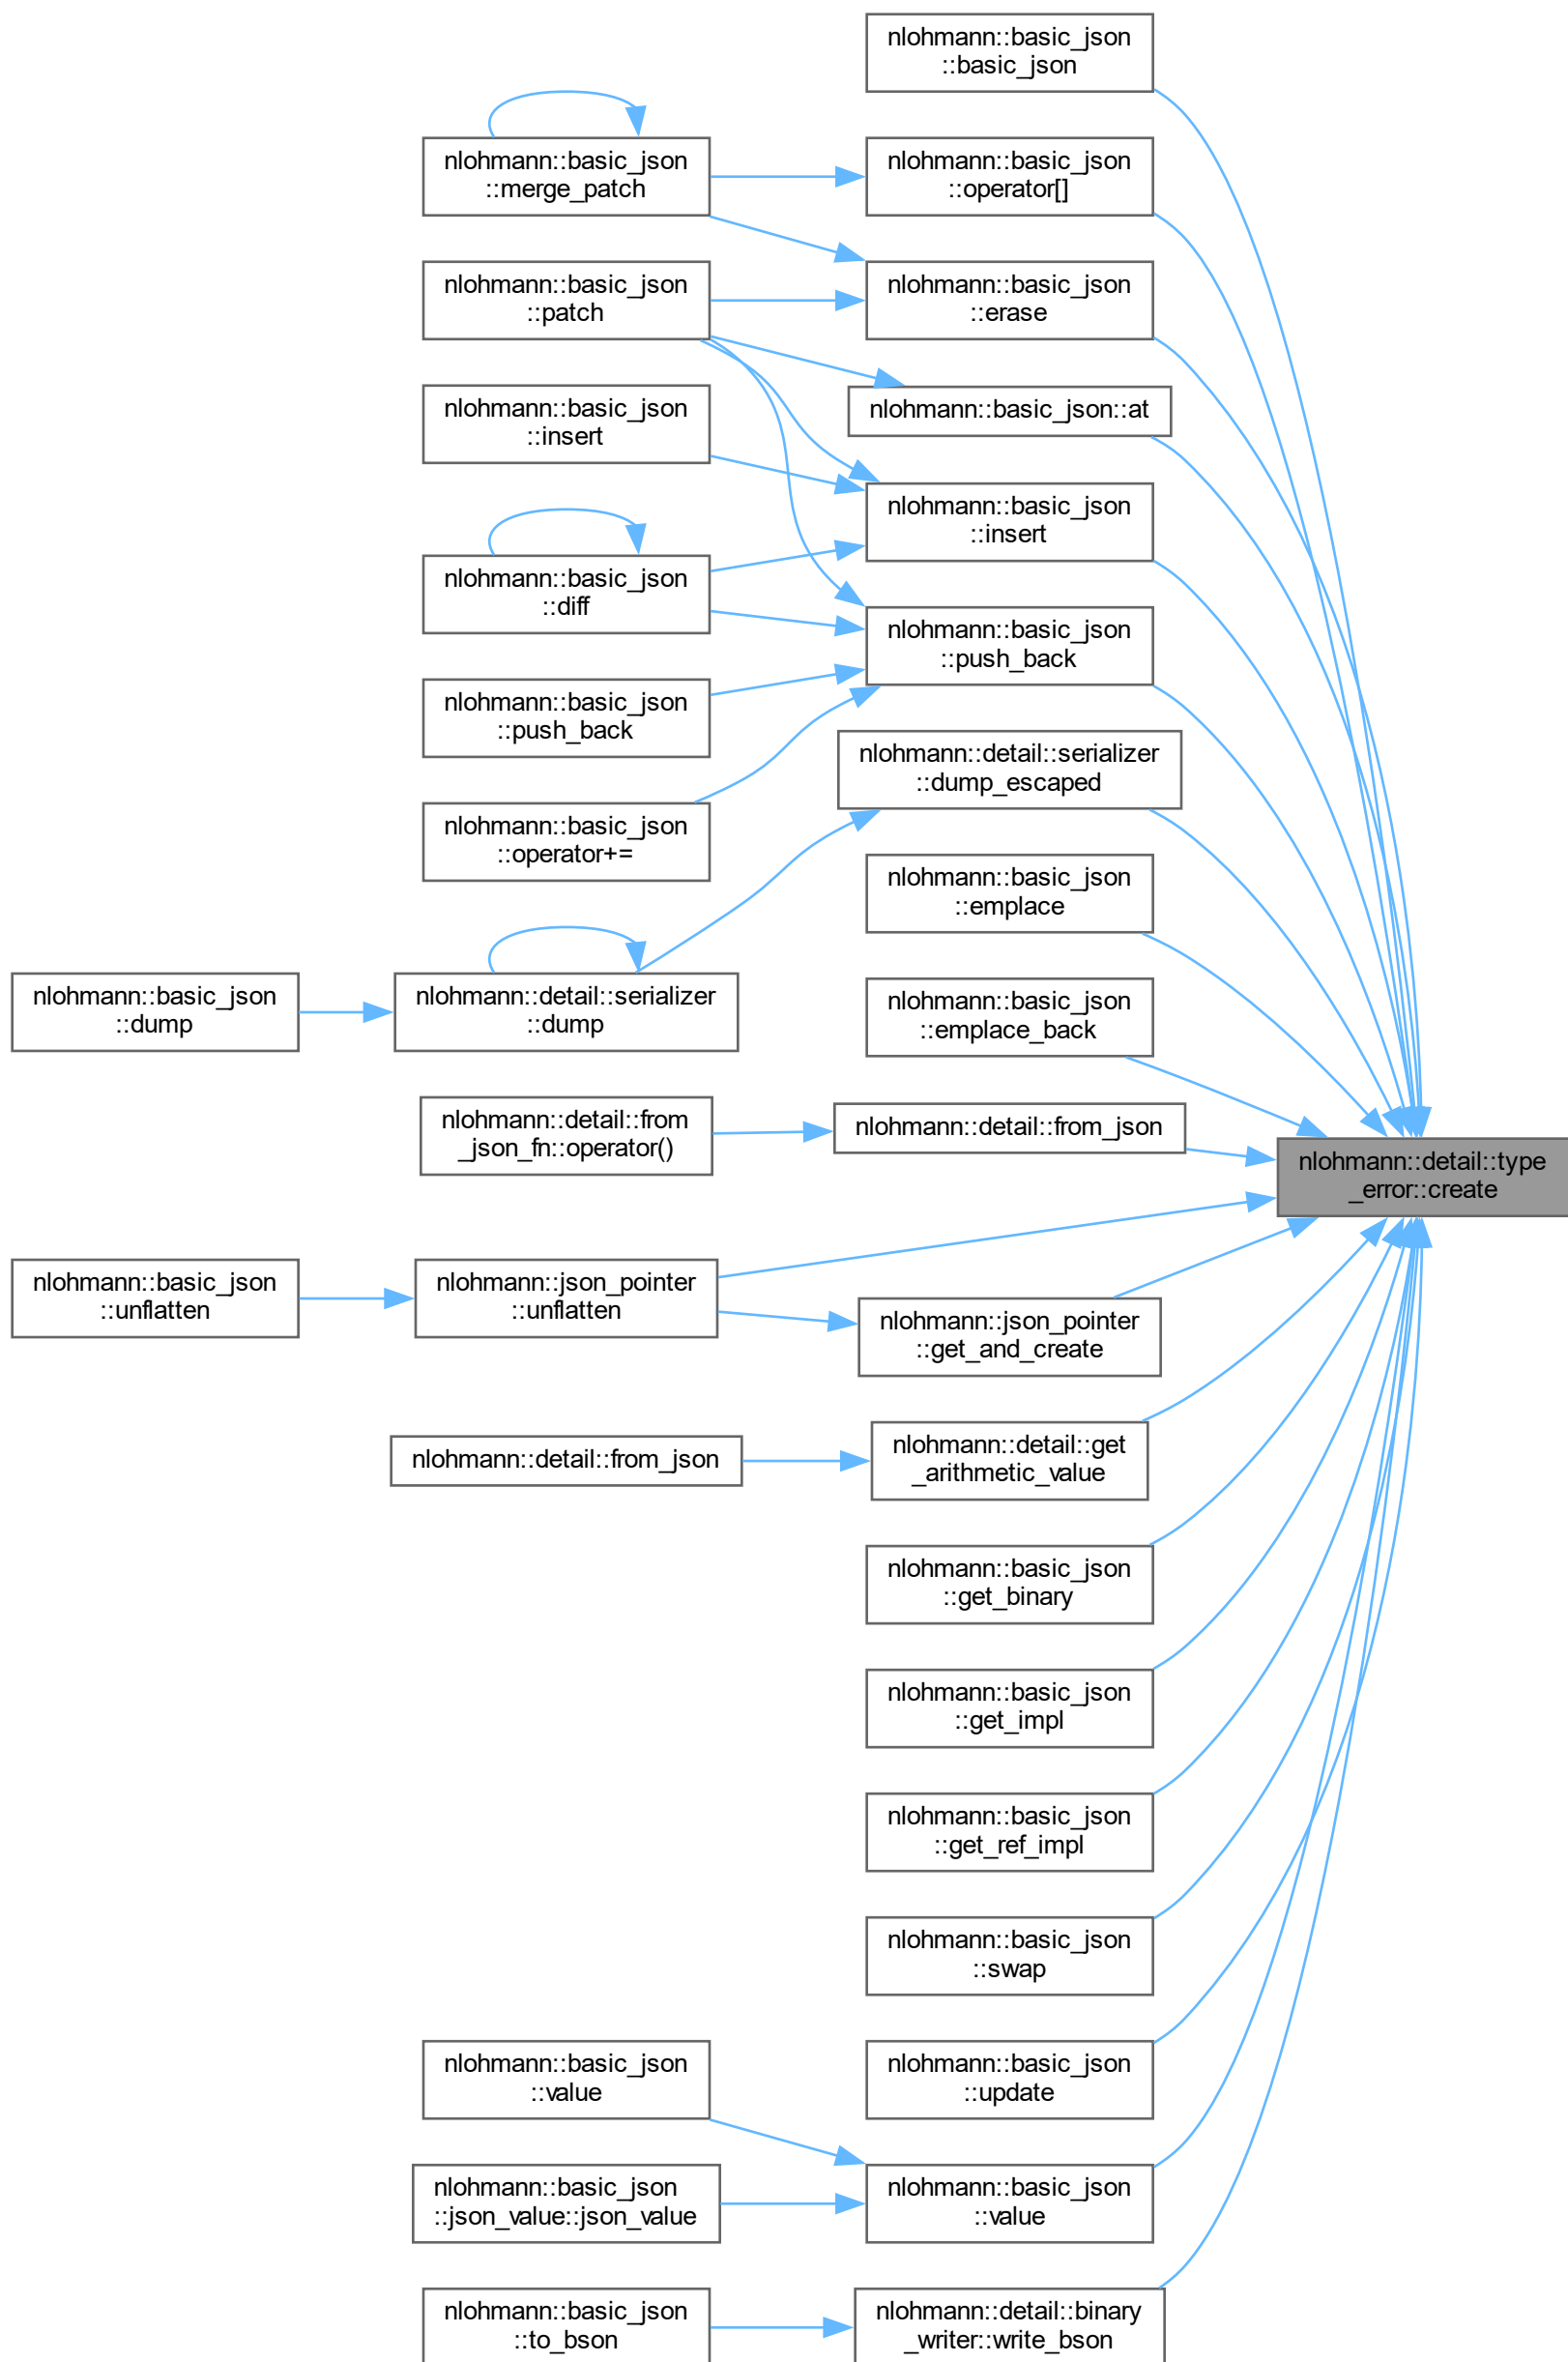 nlohmann::basic_json
::basic_json
nlohmann::basic_json
::merge_patch
nlohmann::basic_json
::operator[]
nlohmann::basic_json
::patch
nlohmann::basic_json
::erase
nlohmann::basic_json
::insert
nlohmann::basic_json::at
nlohmann::basic_json
::insert
nlohmann::basic_json
::diff
nlohmann::basic_json
::push_back
nlohmann::basic_json
::push_back
nlohmann::detail::serializer
::dump_escaped
nlohmann::basic_json
::operator+=
nlohmann::basic_json
::emplace
nlohmann::basic_json
::dump
nlohmann::detail::serializer
::dump
nlohmann::basic_json
::emplace_back
nlohmann::detail::from
_json_fn::operator()
nlohmann::detail::from_json
nlohmann::detail::type
_error::create
nlohmann::basic_json
::unflatten
nlohmann::json_pointer
::unflatten
nlohmann::json_pointer
::get_and_create
nlohmann::detail::from_json
nlohmann::detail::get
_arithmetic_value
nlohmann::basic_json
::get_binary
nlohmann::basic_json
::get_impl
nlohmann::basic_json
::get_ref_impl
nlohmann::basic_json
::swap
nlohmann::basic_json
::value
nlohmann::basic_json
::update
nlohmann::basic_json
::json_value::json_value
nlohmann::basic_json
::value
nlohmann::basic_json
::to_bson
nlohmann::detail::binary
_writer::write_bson